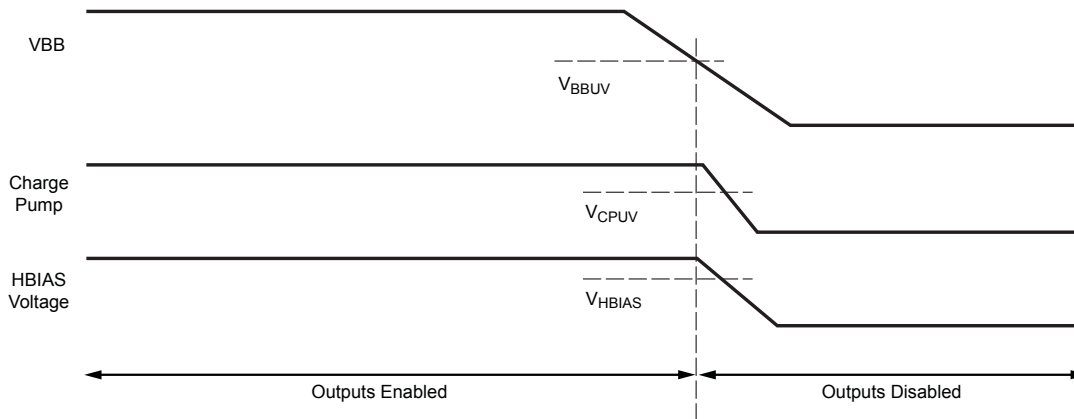 VBB
VBBUV
Charge
Pump
VCPUV
HBIAS
Voltage
VHBIAS
Outputs Enabled
Outputs Disabled